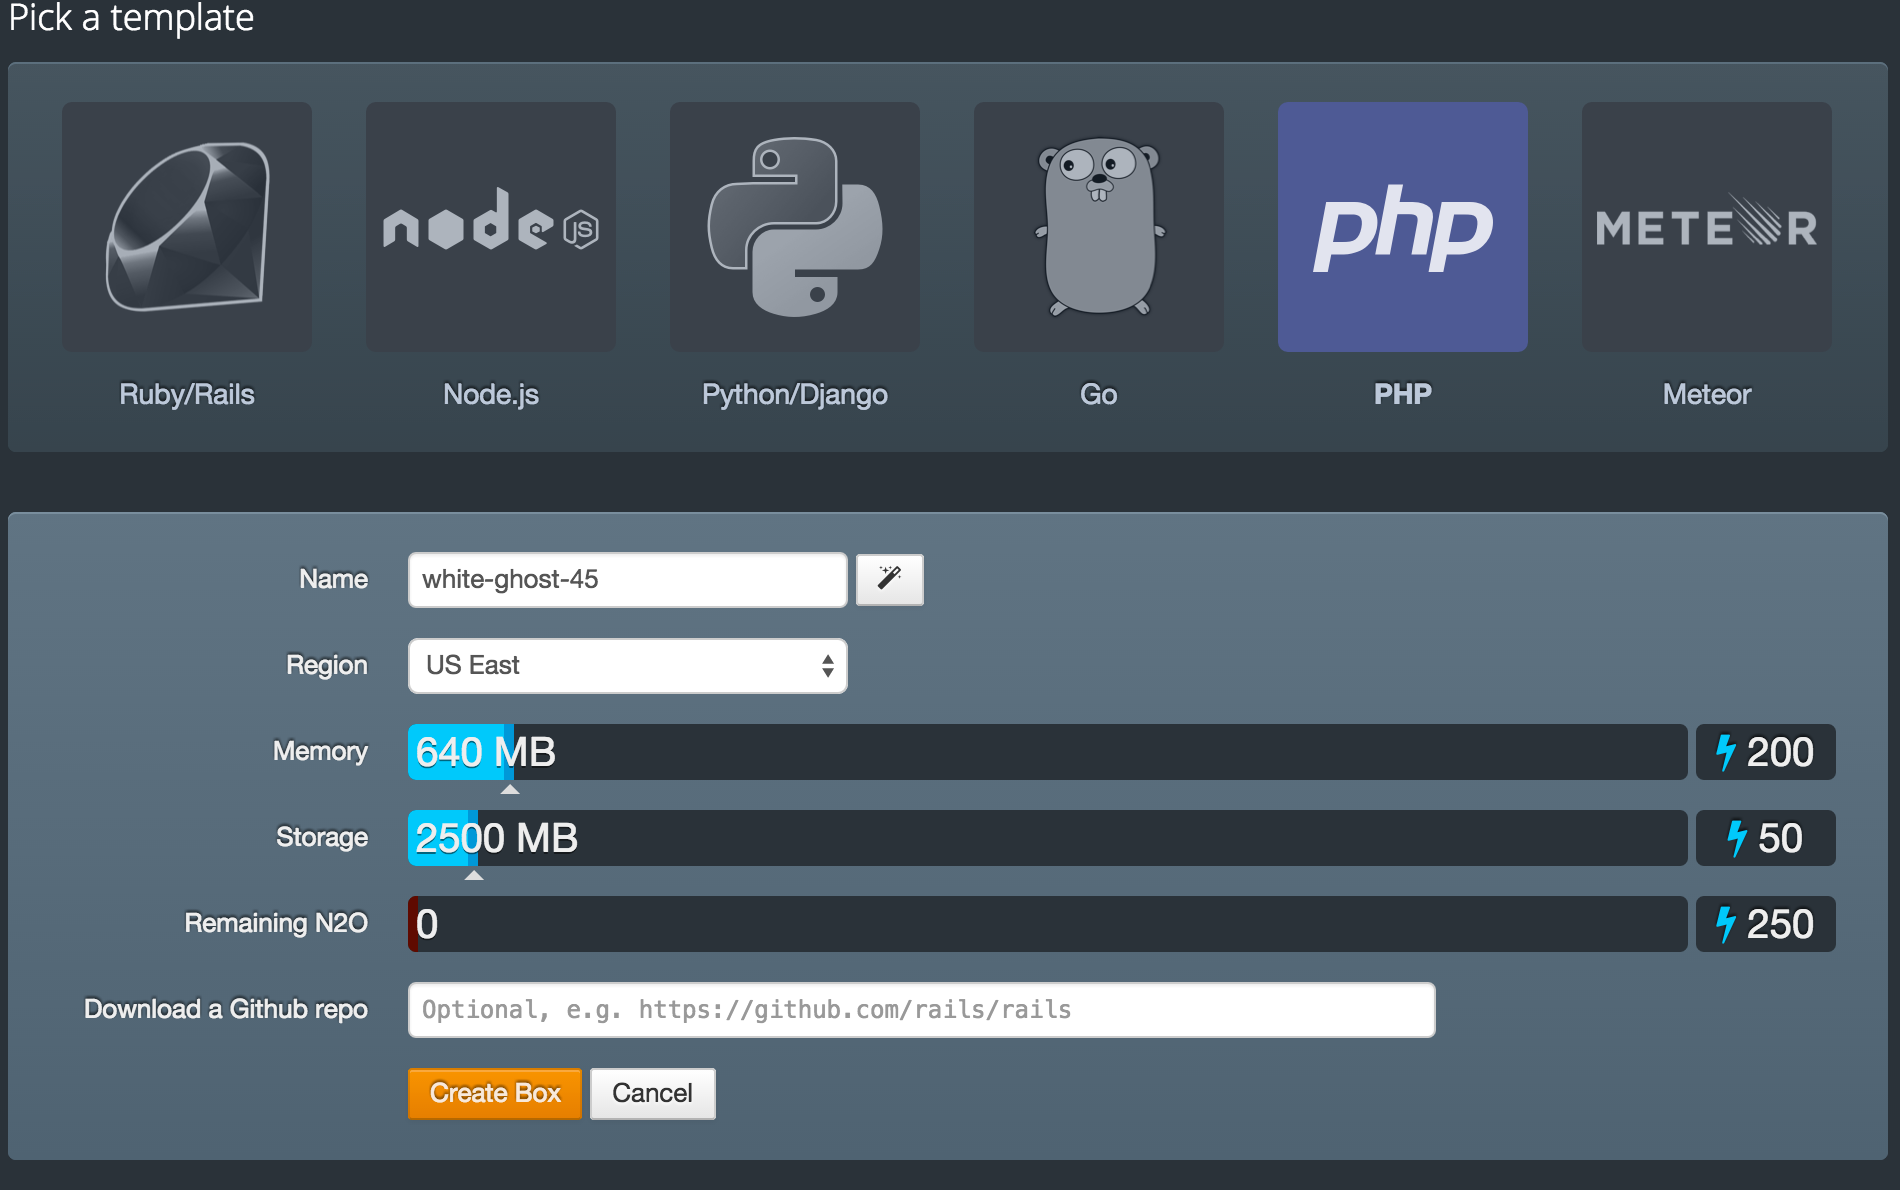 Pick a template
node JS
php
METEOR
Ruby/Rails
Node.js
Python/Django
Go
PHP
Meteor
Name white-ghost-45
Region US East
Memory 640 MB 200
Storage 2500 MB 50
Remaining N2O 0 250
Download a Github repo Optional, e.g. https://github.com/rails/rails
Create Box Cancel